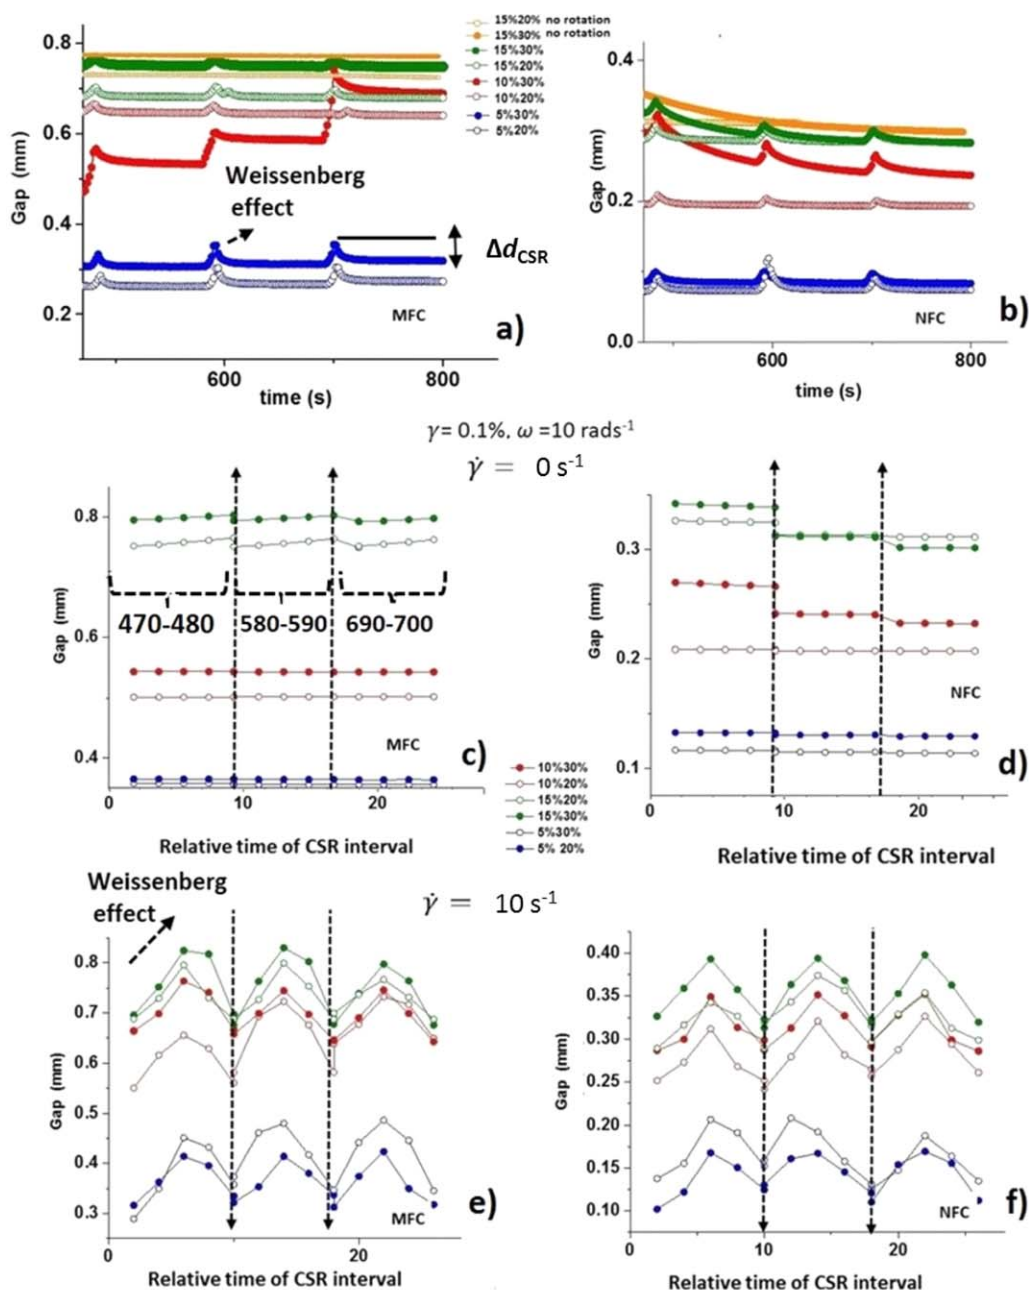 15%20% no rotation
15%30% no rotation
15%30%
15%20%
10%30%
10%20%
5%30%
5%20%
0.8
0.6
0.4
0.2
Gap (mm)
Weissenberg
effect
Δd_CSR
MFC
a)
600
800
time (s)
0.4
0.2
0.0
Gap (mm)
NFC
b)
600
800
time (s)
γ = 0.1%, ω =10 rads⁻¹
γ̇ = 0 s⁻¹
0.8
0.6
0.4
Gap (mm)
470-480
580-590
690-700
MFC
c)
0
10
20
Relative time of CSR interval
0.3
0.2
0.1
Gap (mm)
NFC
d)
0
10
20
Relative time of CSR interval
10%30%
10%20%
15%20%
15%30%
5%30%
5% 20%
Weissenberg
effect
γ̇ = 10 s⁻¹
0.8
0.7
0.6
0.5
0.4
0.3
Gap (mm)
MFC
e)
0
20
Relative time of CSR interval
0.40
0.35
0.30
0.25
0.20
0.15
0.10
Gap (mm)
NFC
f)
0
10
20
Relative time of CSR interval